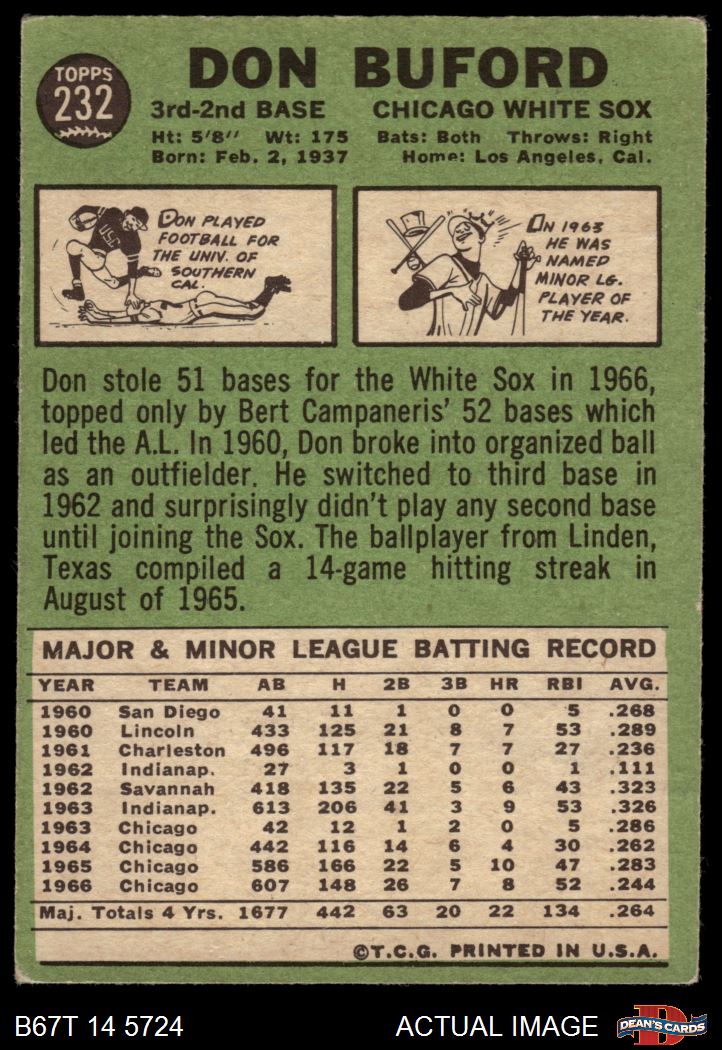 TOPPS
232
DON BUFORD
3rd-2nd BASE CHICAGO WHITE SOX
Ht: 5'8" Wt: 175 Bats: Both Throws: Right
Born: Feb. 2, 1937 Home: Los Angeles, Cal.
USC
DON PLAYED
FOOTBALL FOR
THE UNIV. OF
SOUTHERN
CAL.
IN 1963
HE WAS
NAMED
MINOR LG.
PLAYER OF
THE YEAR.
Don stole 51 bases for the White Sox in 1966,
topped only by Bert Campaneris' 52 bases which
led the A.L. In 1960, Don broke into organized ball
as an outfielder. He switched to third base in
1962 and surprisingly didn't play any second base
until joining the Sox. The ballplayer from Linden,
Texas compiled a 14-game hitting streak in
August of 1965.
MAJOR & MINOR LEAGUE BATTING RECORD
YEAR TEAM AB H 2B 3B HR RBI AVG.
1960 San Diego 41 11 1 0 0 5 .268
1960 Lincoln 433 125 21 8 7 53 .289
1961 Charleston 496 117 18 7 7 27 .236
1962 Indianap. 27 3 1 0 0 1 .111
1962 Savannah 418 135 22 5 6 43 .323
1963 Indianap. 613 206 41 3 9 53 .326
1963 Chicago 42 12 1 2 0 5 .286
1964 Chicago 442 116 14 6 4 30 .262
1965 Chicago 586 166 22 5 10 47 .283
1966 Chicago 607 148 26 7 8 52 .244
Maj. Totals 4 Yrs. 1677 442 63 20 22 134 .264
©T.C.G. PRINTED IN U.S.A.
B67T 14 5724 ACTUAL IMAGE D DEAN'S CARDS